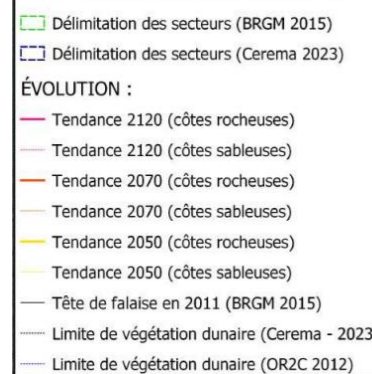 Délimitation des secteurs (BRGM 2015)
Délimitation des secteurs (Cerema 2023)
ÉVOLUTION :
Tendance 2120 (côtes rocheuses)
Tendance 2120 (côtes sableuses)
Tendance 2070 (côtes rocheuses)
Tendance 2070 (côtes sableuses)
Tendance 2050 (côtes rocheuses)
Tendance 2050 (côtes sableuses)
Tête de falaise en 2011 (BRGM 2015)
Limite de végétation dunaire (Cerema - 2023
Limite de végétation dunaire (OR2C 2012)